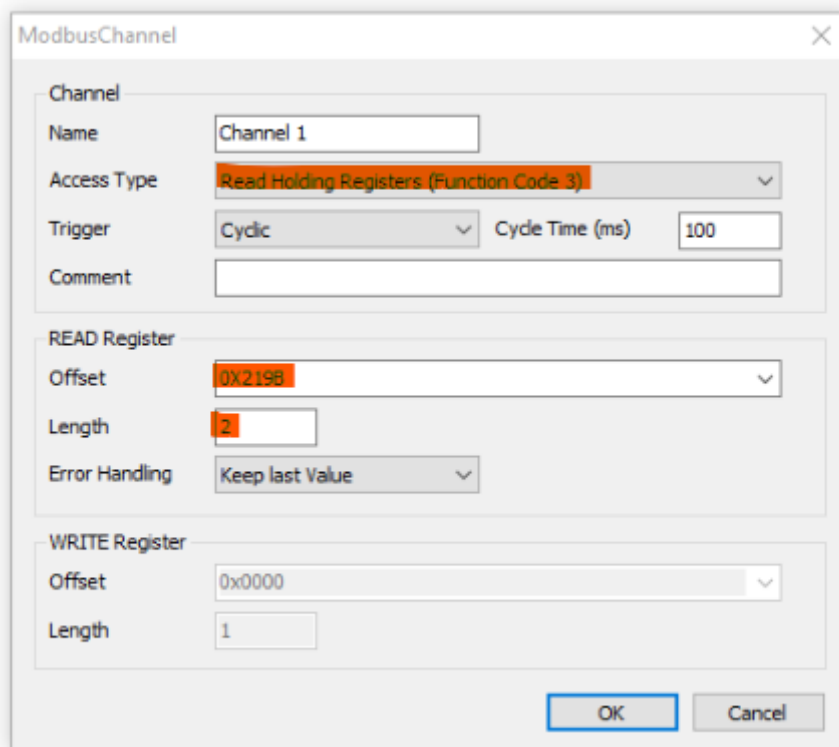 ModbusChannel
Channel
Name Channel 1
Access Type Read Holding Registers (Function Code 3)
Trigger Cyclic Cycle Time (ms) 100
Comment
READ Register
Offset 0X219B
Length 2
Error Handling Keep last Value
WRITE Register
Offset 0x0000
Length 1
OK Cancel